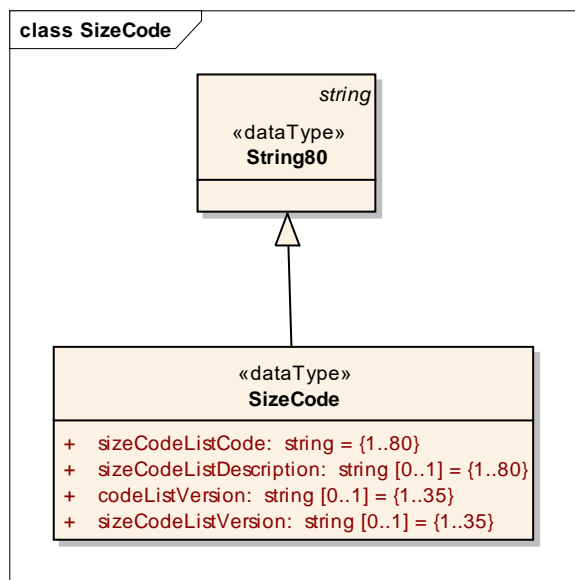 class SizeCode
string
«dataType»
String80
«dataType»
SizeCode
+ sizeCodeListCode: string = {1..80}
+ sizeCodeListDescription: string [0..1] = {1..80}
+ codeListVersion: string [0..1] = {1..35}
+ sizeCodeListVersion: string [0..1] = {1..35}